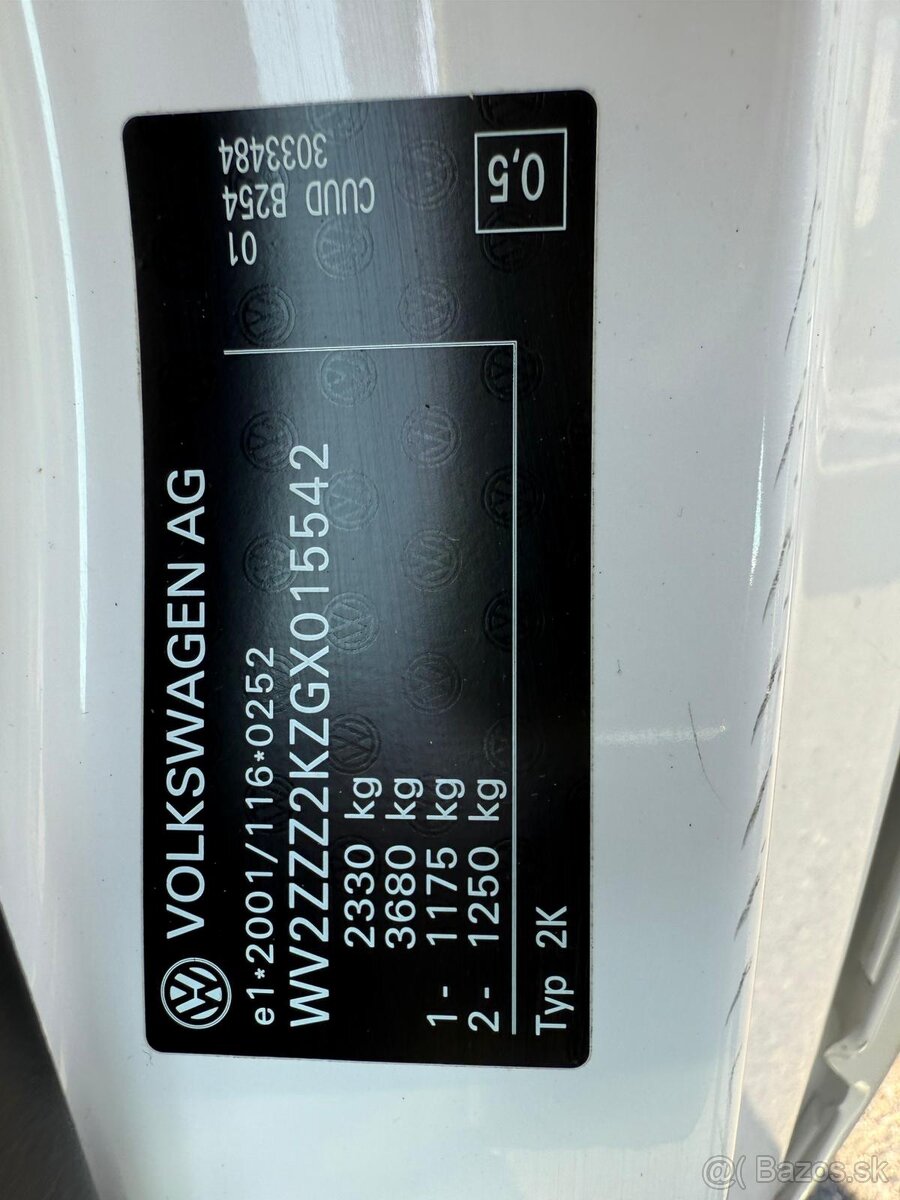 VOLKSWAGEN AG
e1*2001/116*0252
WV2ZZZ2KZGX015542
2330 kg
3680 kg
1- 1175 kg
2- 1250 kg
Typ 2K
3033484
CUUD B254
01
0,5
@( Bazos.sk